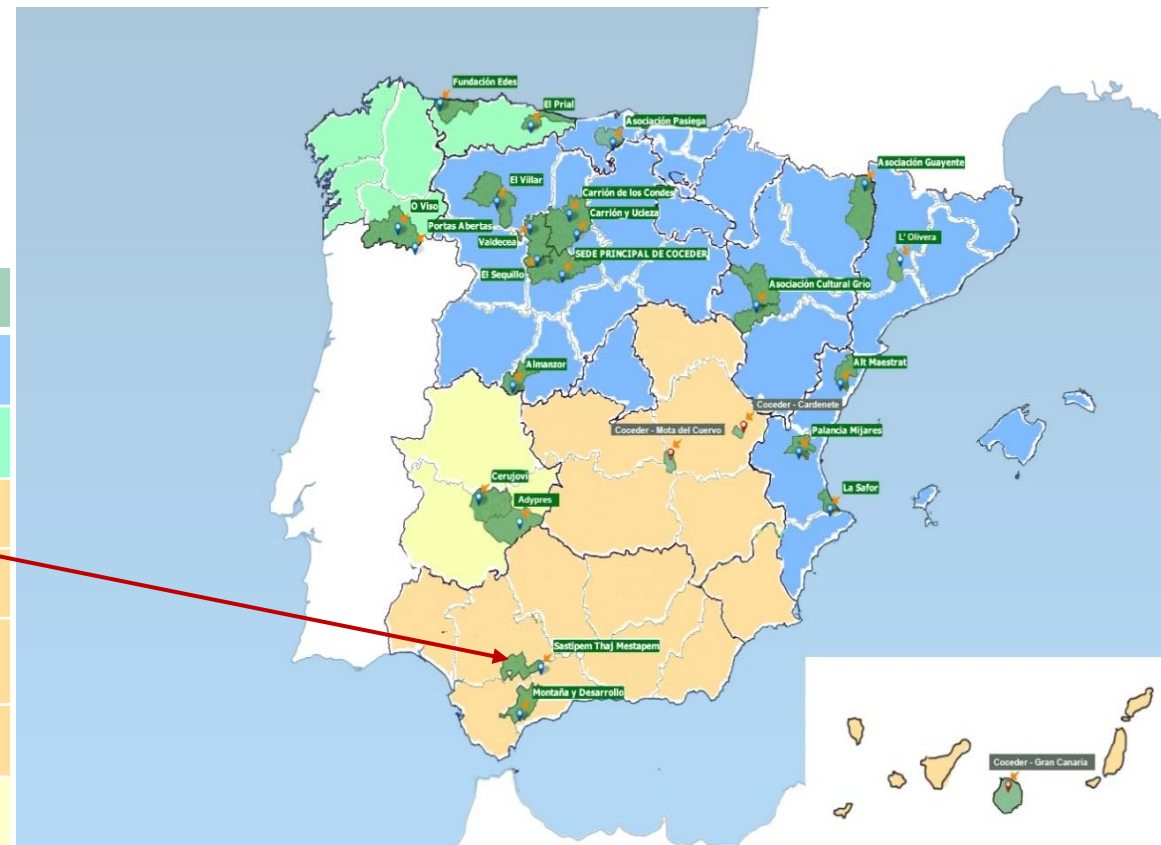 Fundación Edes
El Prial
Asociación Pasiega
Asociación Guayente
El Villar
Carrión de los Condes
O Viso
Carrión y Ucieza
Portas Abertas
Valdecea
L' Olivera
SEDE PRINCIPAL DE COCEDER
El Sequillo
Asociación Cultural Grío
Almanzor
Alt Maestrat
Coceder - Cardenete
Coceder - Mota del Cuervo
Palancia Mijares
Cerujovi
La Safor
Adypres
Sastipem Thaj Mestapem
Montaña y Desarrollo
Coceder - Gran Canaria